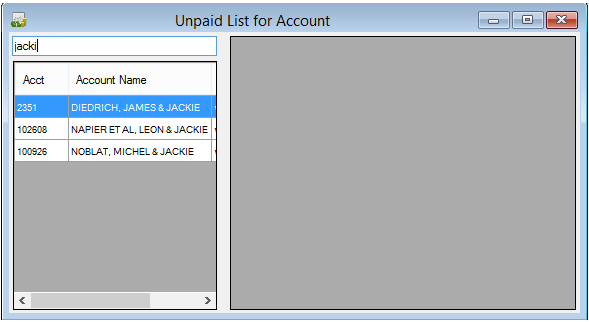 Unpaid List for Account
jacki
Acct Account Name
2351 DIEDRICH, JAMES & JACKIE
102608 NAPIER ET AL, LEON & JACKIE
100926 NOBLAT, MICHEL & JACKIE